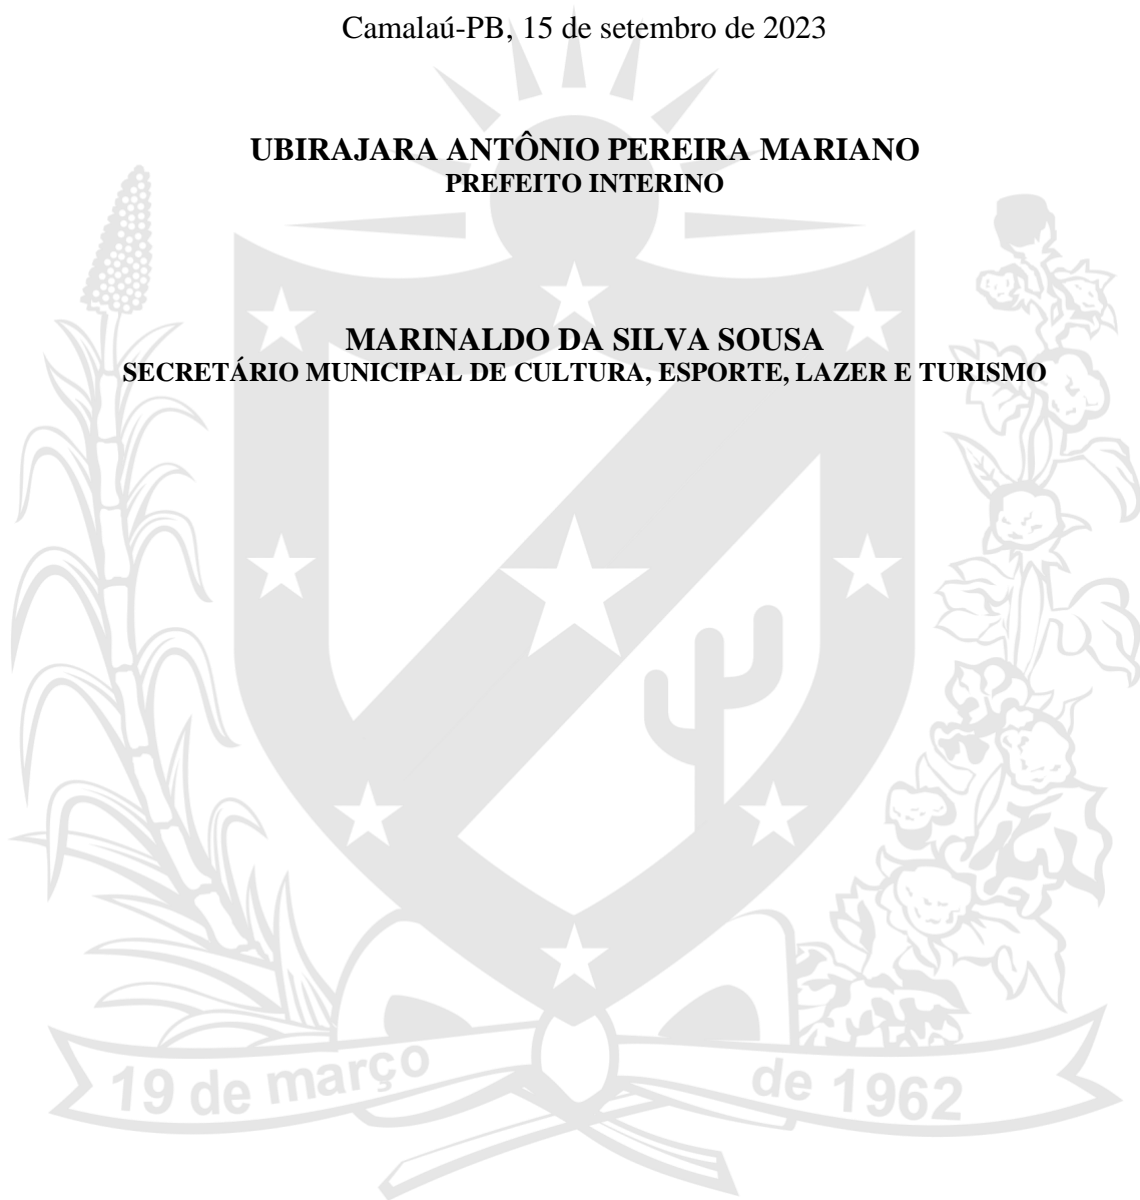 Camalaú-PB, 15 de setembro de 2023
UBIRAJARA ANTÔNIO PEREIRA MARIANO
PREFEITO INTERINO
MARINALDO DA SILVA SOUSA
SECRETÁRIO MUNICIPAL DE CULTURA, ESPORTE, LAZER E TURISMO
19 de março de 1962